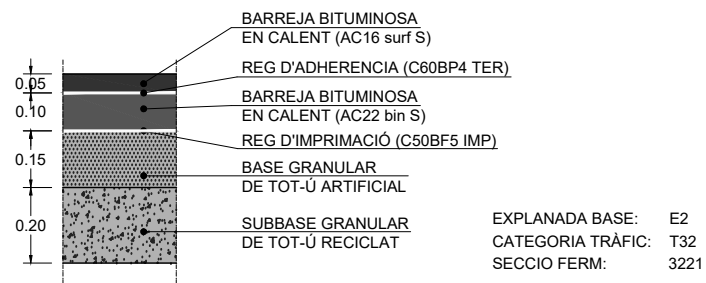 BARREJA BITUMINOSA
EN CALENT (AC16 surf S)
0.05
REG D'ADHERENCIA (C60BP4 TER)
0.10
BARREJA BITUMINOSA
EN CALENT (AC22 bin S)
REG D'IMPRIMACIÓ (C50BF5 IMP)
0.15
BASE GRANULAR
DE TOT-Ú ARTIFICIAL
0.20
SUBBASE GRANULAR
DE TOT-Ú RECICLAT
EXPLANADA BASE: E2
CATEGORIA TRÀFIC: T32
SECCIO FERM: 3221